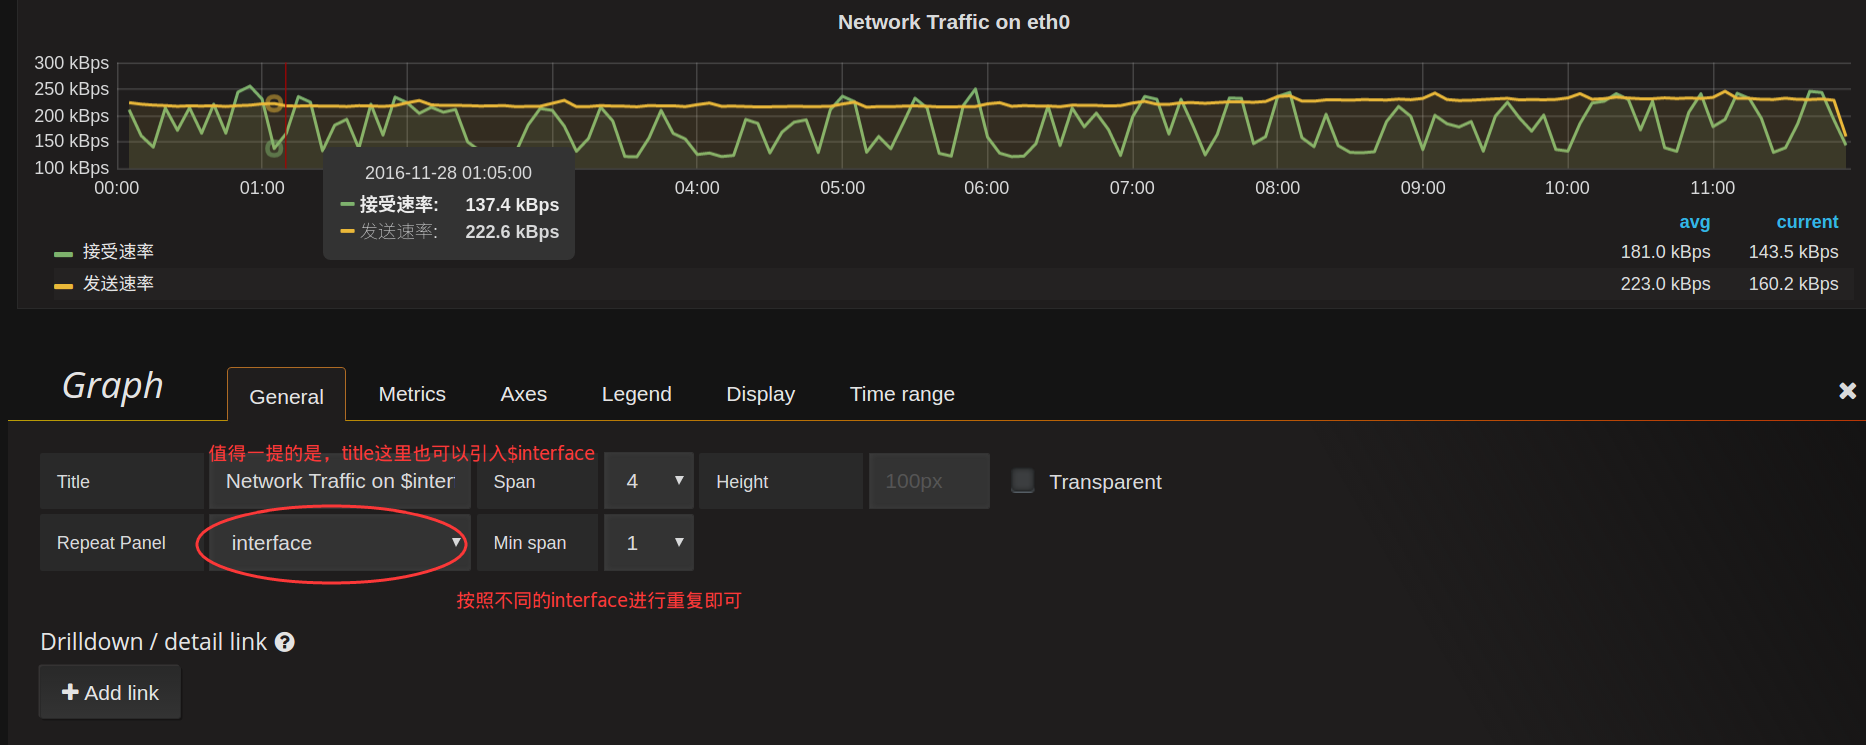 Network Traffic on eth0
300 kBps
250 kBps
200 kBps
150 kBps
100 kBps
00:00 01:00 04:00 05:00 06:00 07:00 08:00 09:00 10:00 11:00
2016-11-28 01:05:00
接受速率: 137.4 kBps
发送速率: 222.6 kBps
avg current
接受速率 181.0 kBps 143.5 kBps
发送速率 223.0 kBps 160.2 kBps
Graph General Metrics Axes Legend Display Time range
值得一提的是，title这里也可以引入$interface
Title Network Traffic on $inter Span 4 Height 100px Transparent
Repeat Panel interface Min span 1
按照不同的interface进行重复即可
Drilldown / detail link
Add link